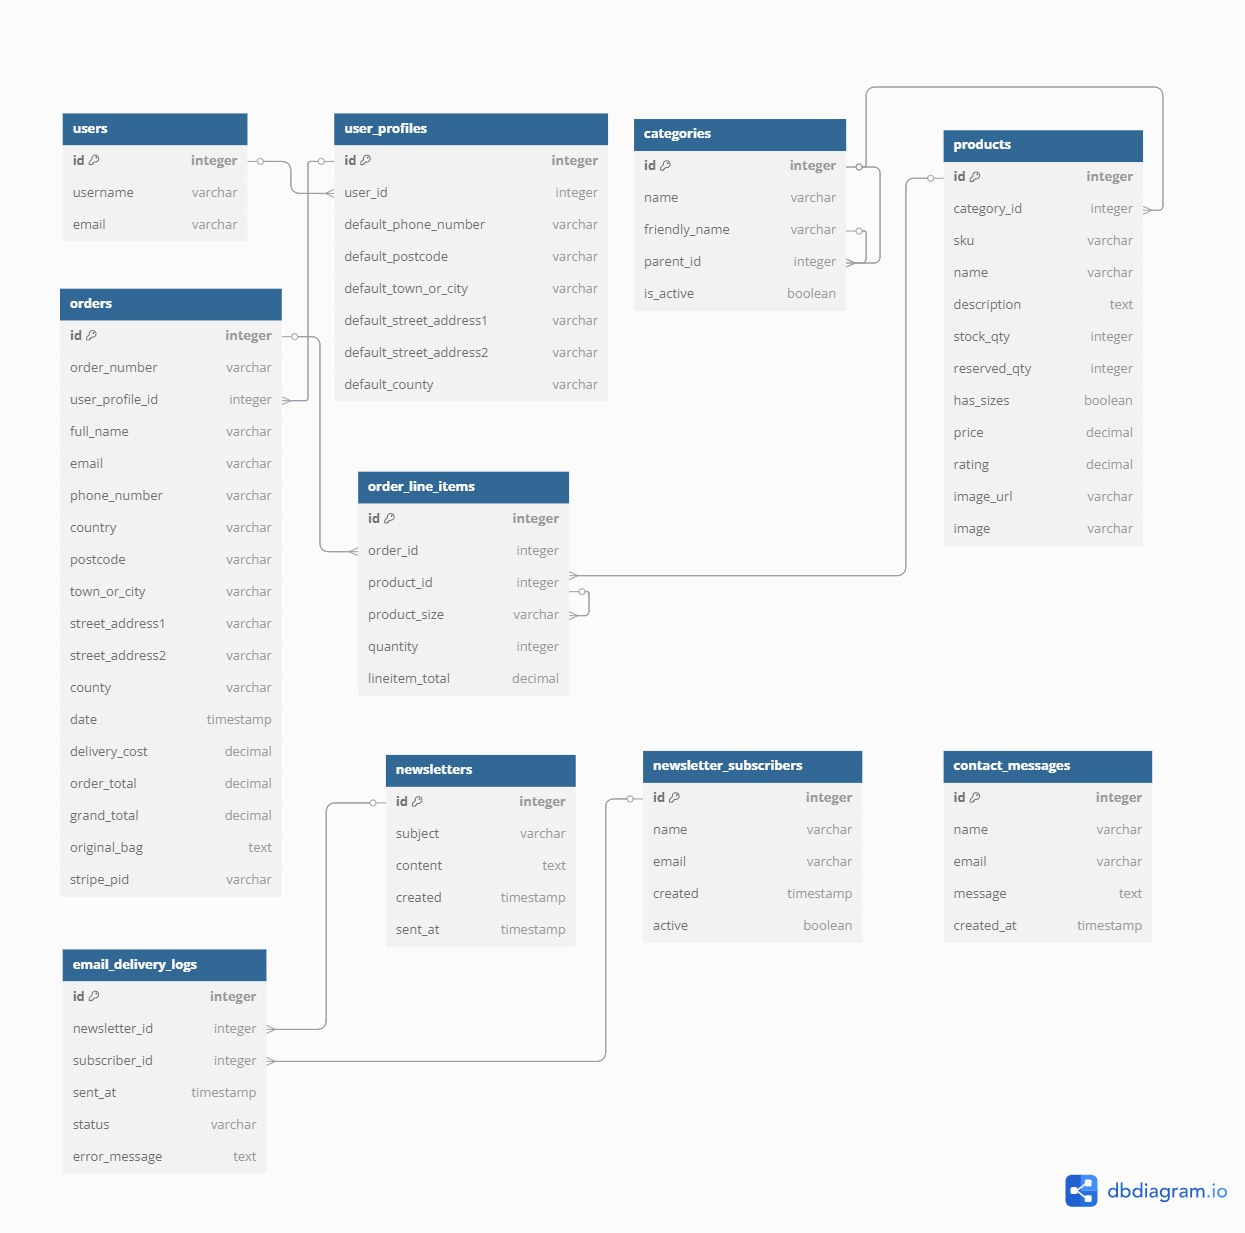 users
id integer
username varchar
email varchar
user_profiles
id integer
user_id integer
default_phone_number varchar
default_postcode varchar
default_town_or_city varchar
default_street_address1 varchar
default_street_address2 varchar
default_county varchar
categories
id integer
name varchar
friendly_name varchar
parent_id integer
is_active boolean
products
id integer
category_id integer
sku varchar
name varchar
description text
stock_qty integer
reserved_qty integer
has_sizes boolean
price decimal
rating decimal
image_url varchar
image varchar
orders
id integer
order_number varchar
user_profile_id integer
full_name varchar
email varchar
phone_number varchar
country varchar
postcode varchar
town_or_city varchar
street_address1 varchar
street_address2 varchar
county varchar
date timestamp
delivery_cost decimal
order_total decimal
grand_total decimal
original_bag text
stripe_pid varchar
order_line_items
id integer
order_id integer
product_id integer
product_size varchar
quantity integer
lineitem_total decimal
newsletters
id integer
subject varchar
content text
created timestamp
sent_at timestamp
newsletter_subscribers
id integer
name varchar
email varchar
created timestamp
active boolean
contact_messages
id integer
name varchar
email varchar
message text
created_at timestamp
email_delivery_logs
id integer
newsletter_id integer
subscriber_id integer
sent_at timestamp
status varchar
error_message text
dbdiagram.io